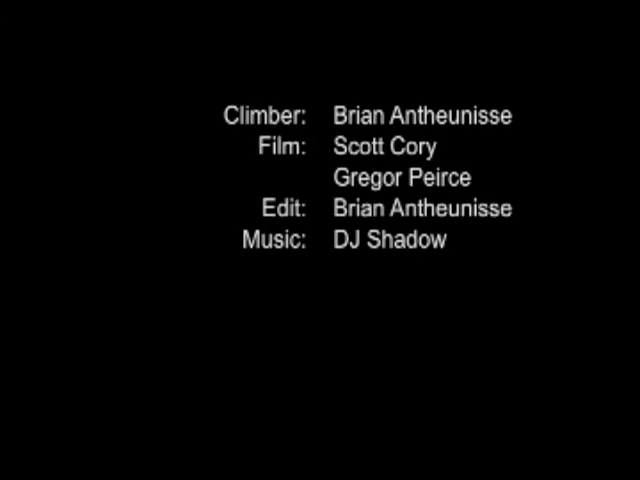 Climber: Brian Antheunisse
Film: Scott Cory
Gregor Peirce
Edit: Brian Antheunisse
Music: DJ Shadow